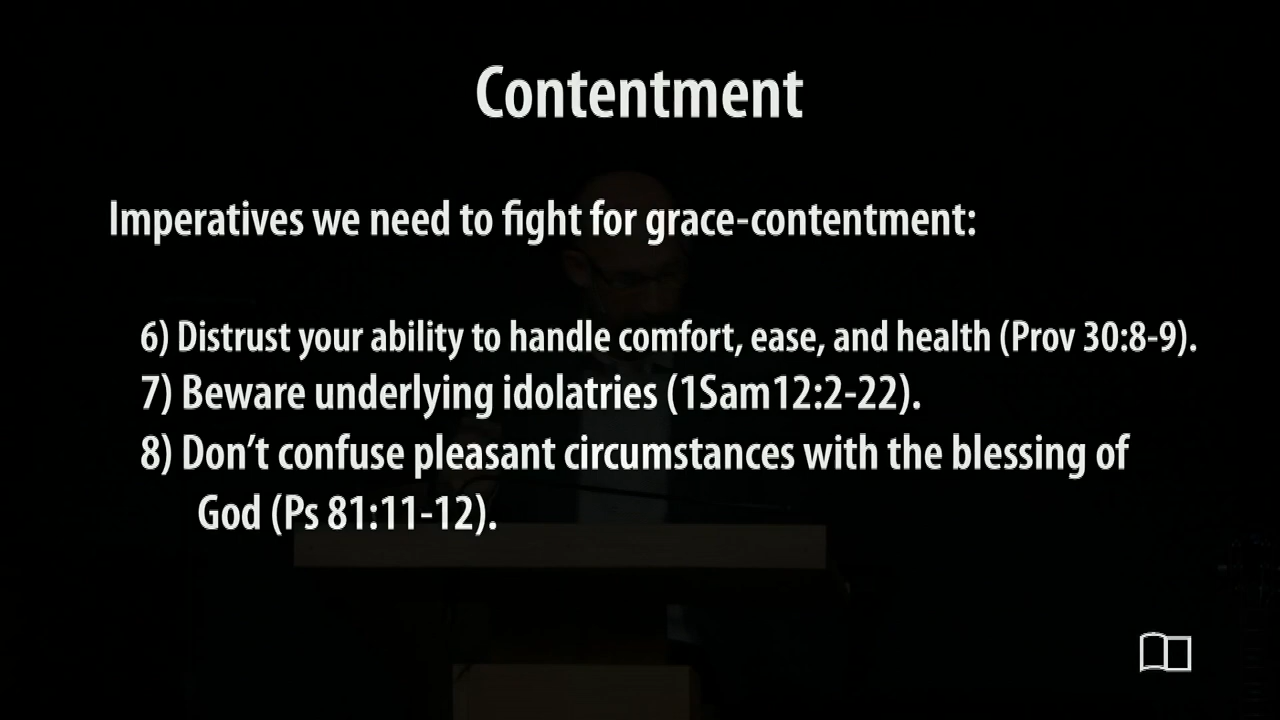 Contentment
Imperatives we need to fight for grace-contentment:
6) Distrust your ability to handle comfort, ease, and health (Prov 30:8-9).
7) Beware underlying idolatries (1Sam12:2-22).
8) Don't confuse pleasant circumstances with the blessing of
God (Ps 81:11-12).